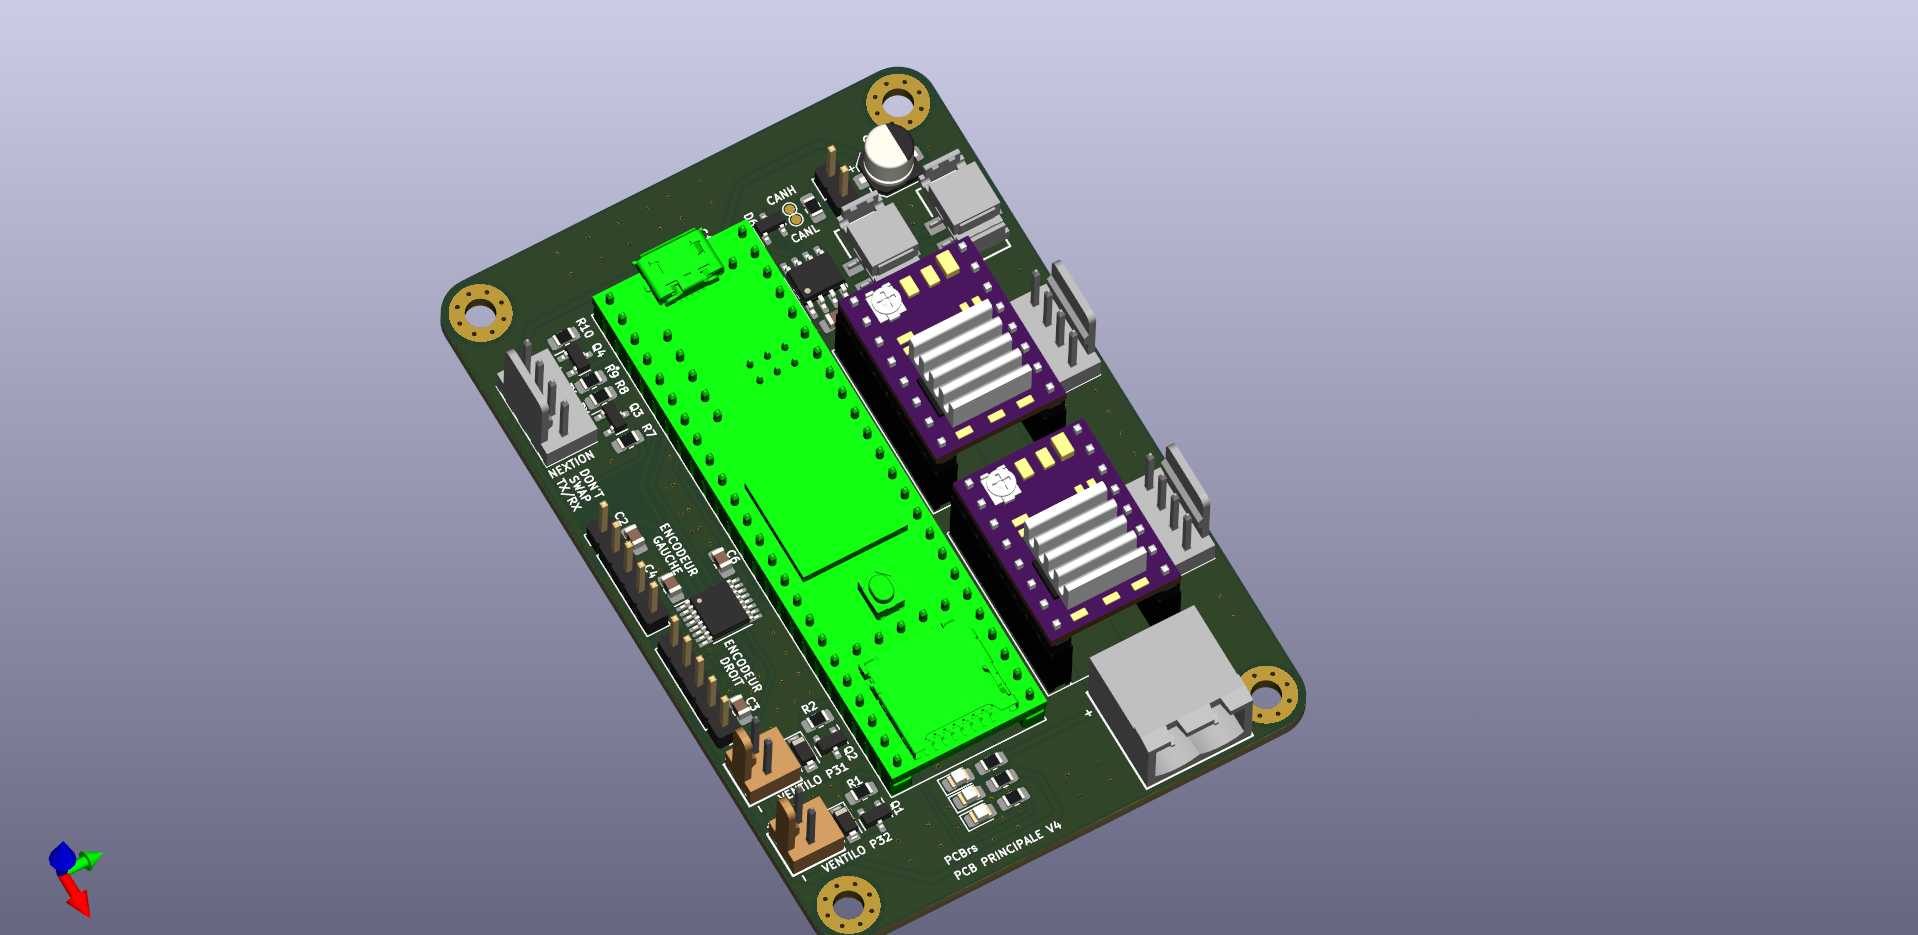 CANH
CANL
R10
Q4
R9
R8
Q3
R7
NEXTION
DON'T
SWAP
TX/RX
C2
ENCODEUR
GAUCHE
C4
C6
ENCODEUR
DROIT
C3
R2
Q2
P31
R1
Q1
VENTILO P32
+
+
PCBrs
PCB PRINCIPALE V4